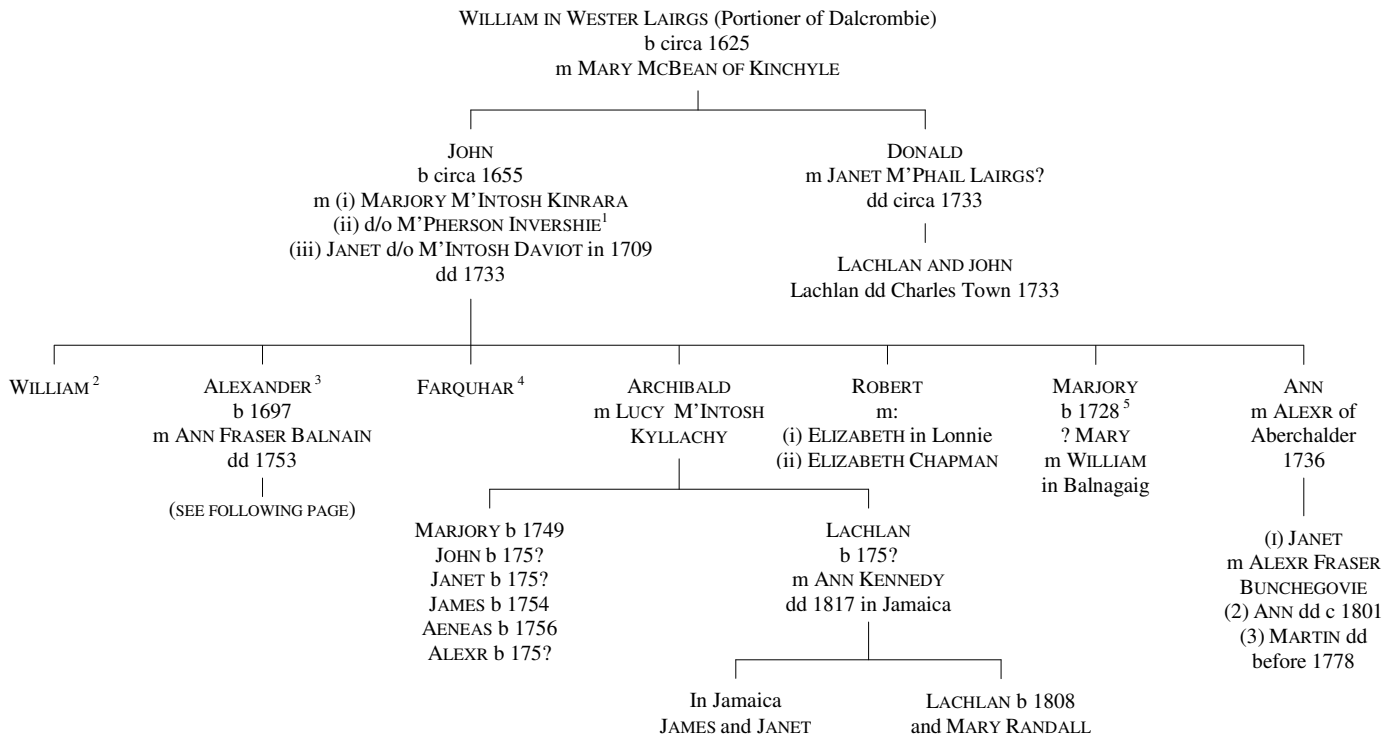 WILLIAM IN WESTER LAIRGS (Portioner of Dalcrombie)
b circa 1625
m MARY MCBEAN OF KINCHYLE
JOHN
b circa 1655
m (i) MARJORY M'INTOSH KINRARA
(ii) d/o M'PHERSON INVERSHIE¹
(iii) JANET d/o M'INTOSH DAVIOT in 1709
dd 1733
DONALD
m JANET M'PHAIL LAIRGS?
dd circa 1733
LACHLAN AND JOHN
Lachlan dd Charles Town 1733
WILLIAM ²
ALEXANDER ³
b 1697
m ANN FRASER BALNAIN
dd 1753
(SEE FOLLOWING PAGE)
FARQUHAR ⁴
ARCHIBALD
m LUCY M'INTOSH
KYLLACHY
ROBERT
m:
(i) ELIZABETH in Lonnie
(ii) ELIZABETH CHAPMAN
MARJORY
b 1728 ⁵
? MARY
m WILLIAM
in Balnagaig
ANN
m ALEXR of
Aberchalder
1736
MARJORY b 1749
JOHN b 175?
JANET b 175?
JAMES b 1754
AENEAS b 1756
ALEXR b 175?
LACHLAN
b 175?
m ANN KENNEDY
dd 1817 in Jamaica
(I) JANET
m ALEXR FRASER
BUNCHEGOVIE
(2) ANN dd c 1801
(3) MARTIN dd
before 1778
In Jamaica
JAMES and JANET
LACHLAN b 1808
and MARY RANDALL